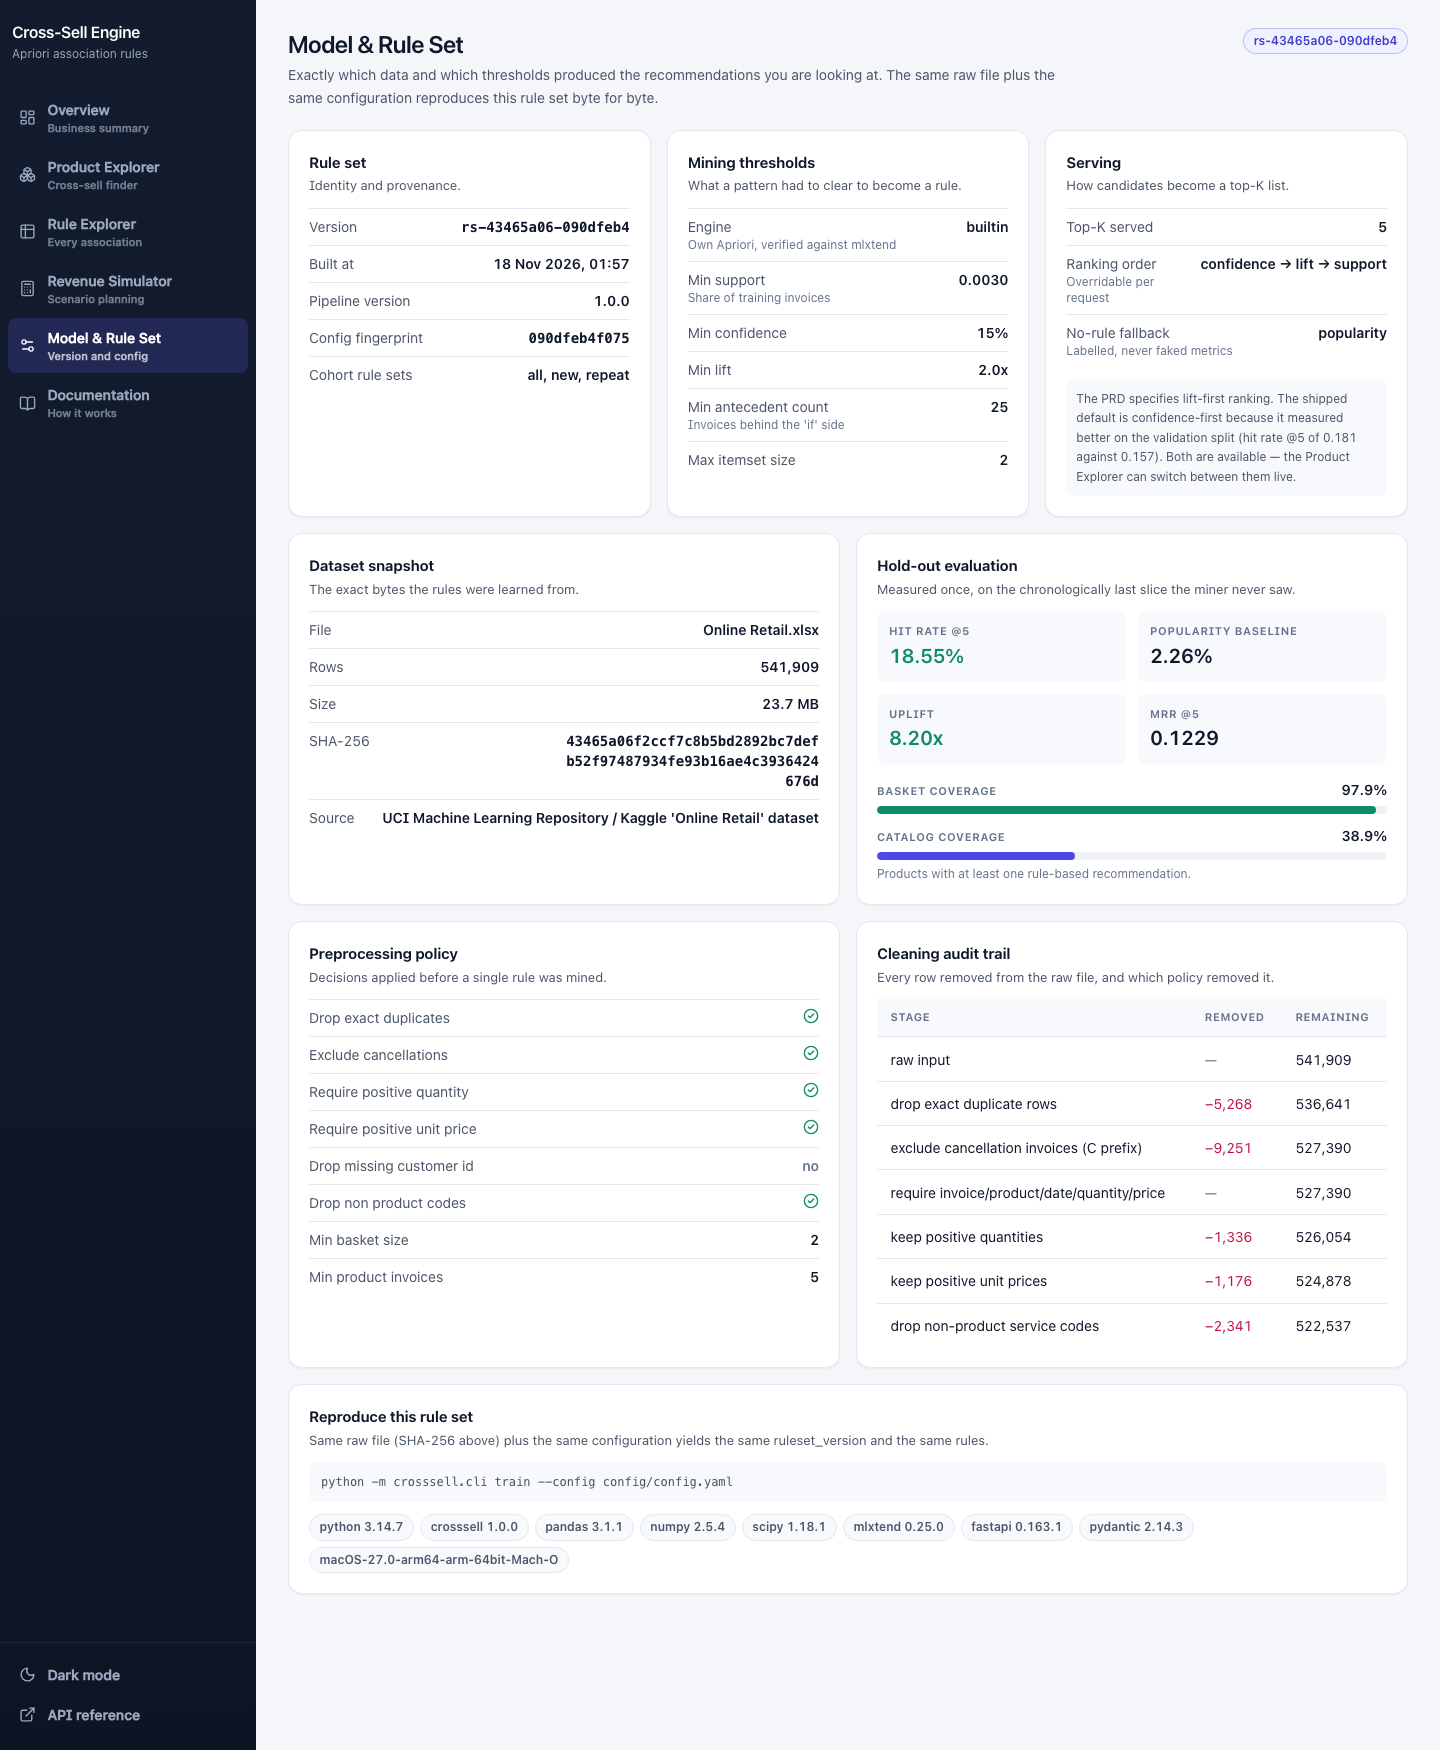 Cross-Sell Engine
Apriori association rules
Overview
Business summary
Product Explorer
Cross-sell finder
Rule Explorer
Every association
Revenue Simulator
Scenario planning
Model & Rule Set
Version and config
Documentation
How it works
Dark mode
API reference
Model & Rule Set
rs-43465a06-090dfeb4
Exactly which data and which thresholds produced the recommendations you are looking at. The same raw file plus the
same configuration reproduces this rule set byte for byte.
Rule set
Identity and provenance.
Version rs-43465a06-090dfeb4
Built at 18 Nov 2026, 01:57
Pipeline version 1.0.0
Config fingerprint 090dfeb4f075
Cohort rule sets all, new, repeat
Mining thresholds
What a pattern had to clear to become a rule.
Engine builtin
Own Apriori, verified against mlxtend
Min support 0.0030
Share of training invoices
Min confidence 15%
Min lift 2.0x
Min antecedent count 25
Invoices behind the 'if' side
Max itemset size 2
Serving
How candidates become a top-K list.
Top-K served 5
Ranking order confidence → lift → support
Overridable per
request
No-rule fallback popularity
Labelled, never faked metrics
The PRD specifies lift-first ranking. The shipped
default is confidence-first because it measured
better on the validation split (hit rate @5 of 0.181
against 0.157). Both are available — the Product
Explorer can switch between them live.
Dataset snapshot
The exact bytes the rules were learned from.
File Online Retail.xlsx
Rows 541,909
Size 23.7 MB
SHA-256 43465a06f2ccf7c8b5bd2892bc7def
b52f97487934fe93b16ae4c3936424
676d
Source UCI Machine Learning Repository / Kaggle 'Online Retail' dataset
Hold-out evaluation
Measured once, on the chronologically last slice the miner never saw.
HIT RATE @5
18.55%
POPULARITY BASELINE
2.26%
UPLIFT
8.20x
MRR @5
0.1229
BASKET COVERAGE 97.9%
CATALOG COVERAGE 38.9%
Products with at least one rule-based recommendation.
Preprocessing policy
Decisions applied before a single rule was mined.
Drop exact duplicates
Exclude cancellations
Require positive quantity
Require positive unit price
Drop missing customer id no
Drop non product codes
Min basket size 2
Min product invoices 5
Cleaning audit trail
Every row removed from the raw file, and which policy removed it.
STAGE REMOVED REMAINING
raw input — 541,909
drop exact duplicate rows −5,268 536,641
exclude cancellation invoices (C prefix) −9,251 527,390
require invoice/product/date/quantity/price — 527,390
keep positive quantities −1,336 526,054
keep positive unit prices −1,176 524,878
drop non-product service codes −2,341 522,537
Reproduce this rule set
Same raw file (SHA-256 above) plus the same configuration yields the same ruleset_version and the same rules.
python -m crosssell.cli train --config config/config.yaml
python 3.14.7 crosssell 1.0.0 pandas 3.1.1 numpy 2.5.4 scipy 1.18.1 mlxtend 0.25.0 fastapi 0.163.1 pydantic 2.14.3
macOS-27.0-arm64-arm-64bit-Mach-O